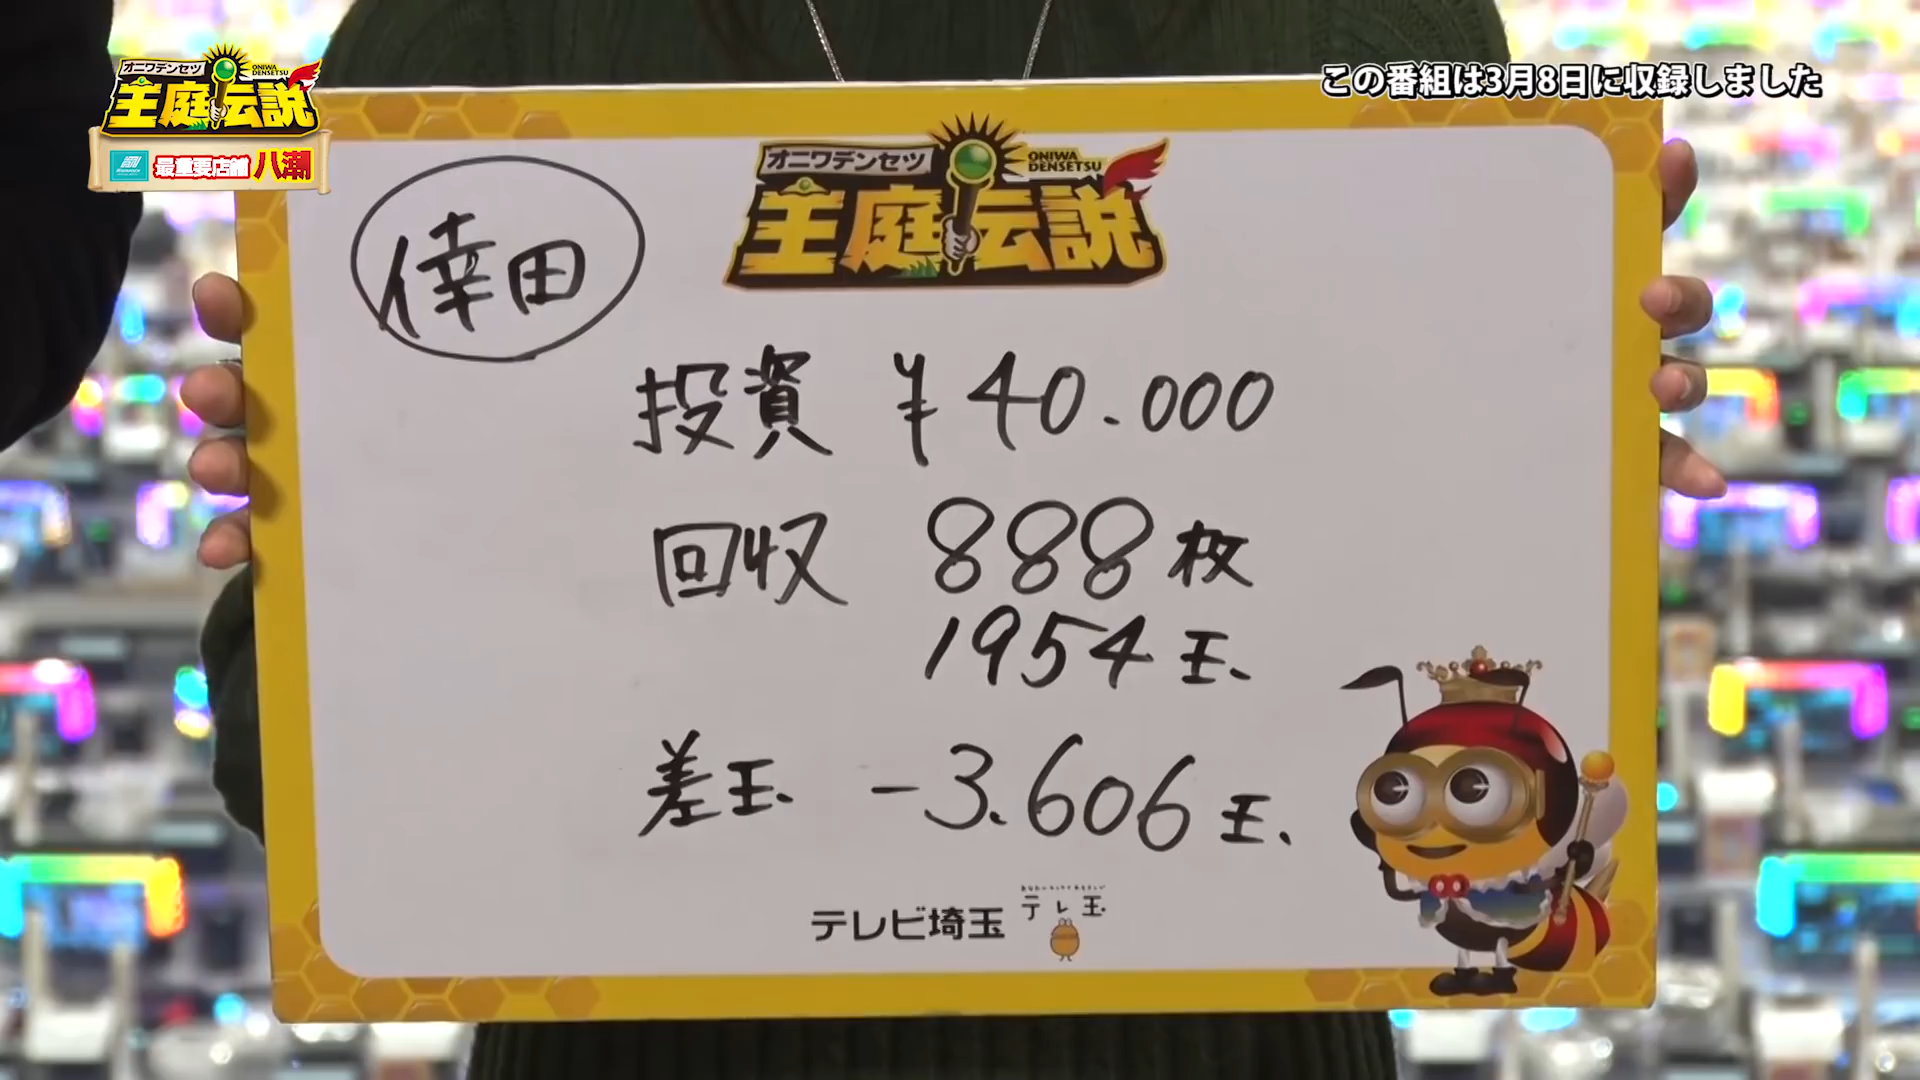 オニワデンセツ
ONIWA
DENSETSU
主庭伝説
最重要店舗 八潮
この番組は3月8日に収録しました
オニワデンセツ
ONIWA
DENSETSU
主庭伝説
倖田
投資 ¥40.000
回収 888枚
1954玉
差玉 -3.606玉
テレビ埼玉
テレ玉